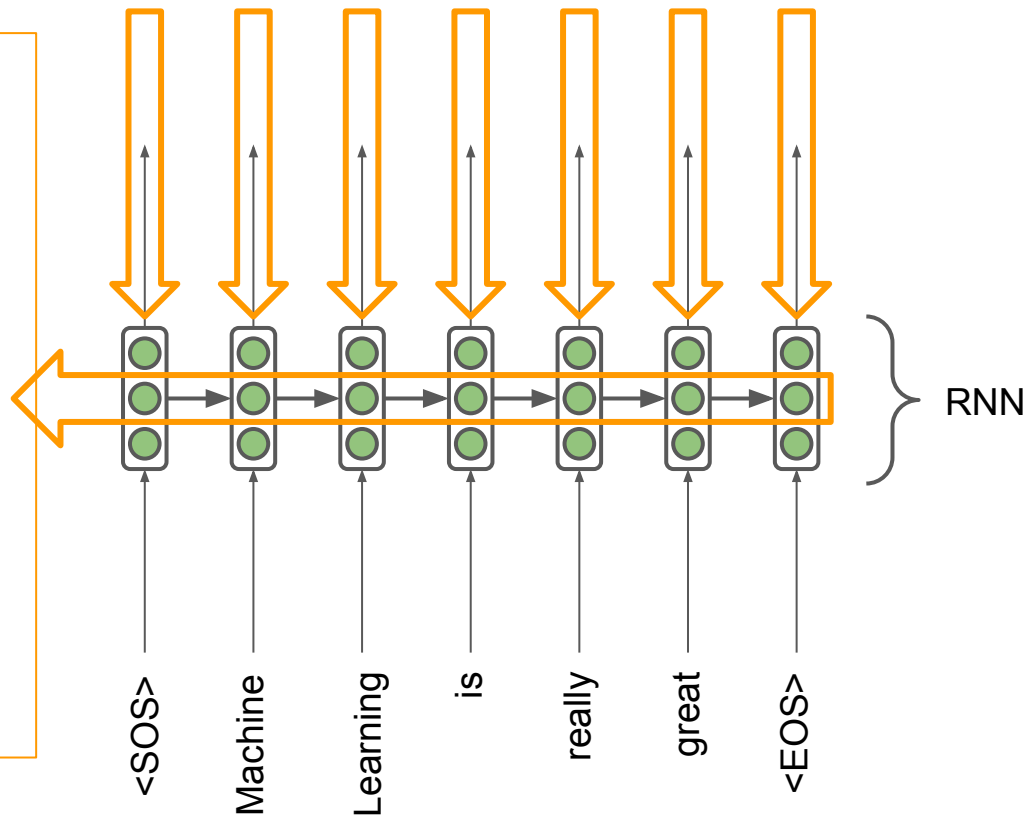 RNN
<SOS>
Machine
Learning
is
really
great
<EOS>